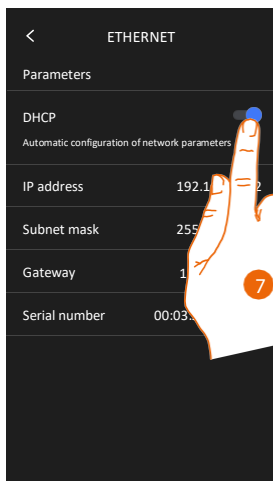 ETHERNET
Parameters
DHCP
Automatic configuration of network parameters
IP address 192.1
Subnet mask 255
Gateway 1
Serial number 00:03
7